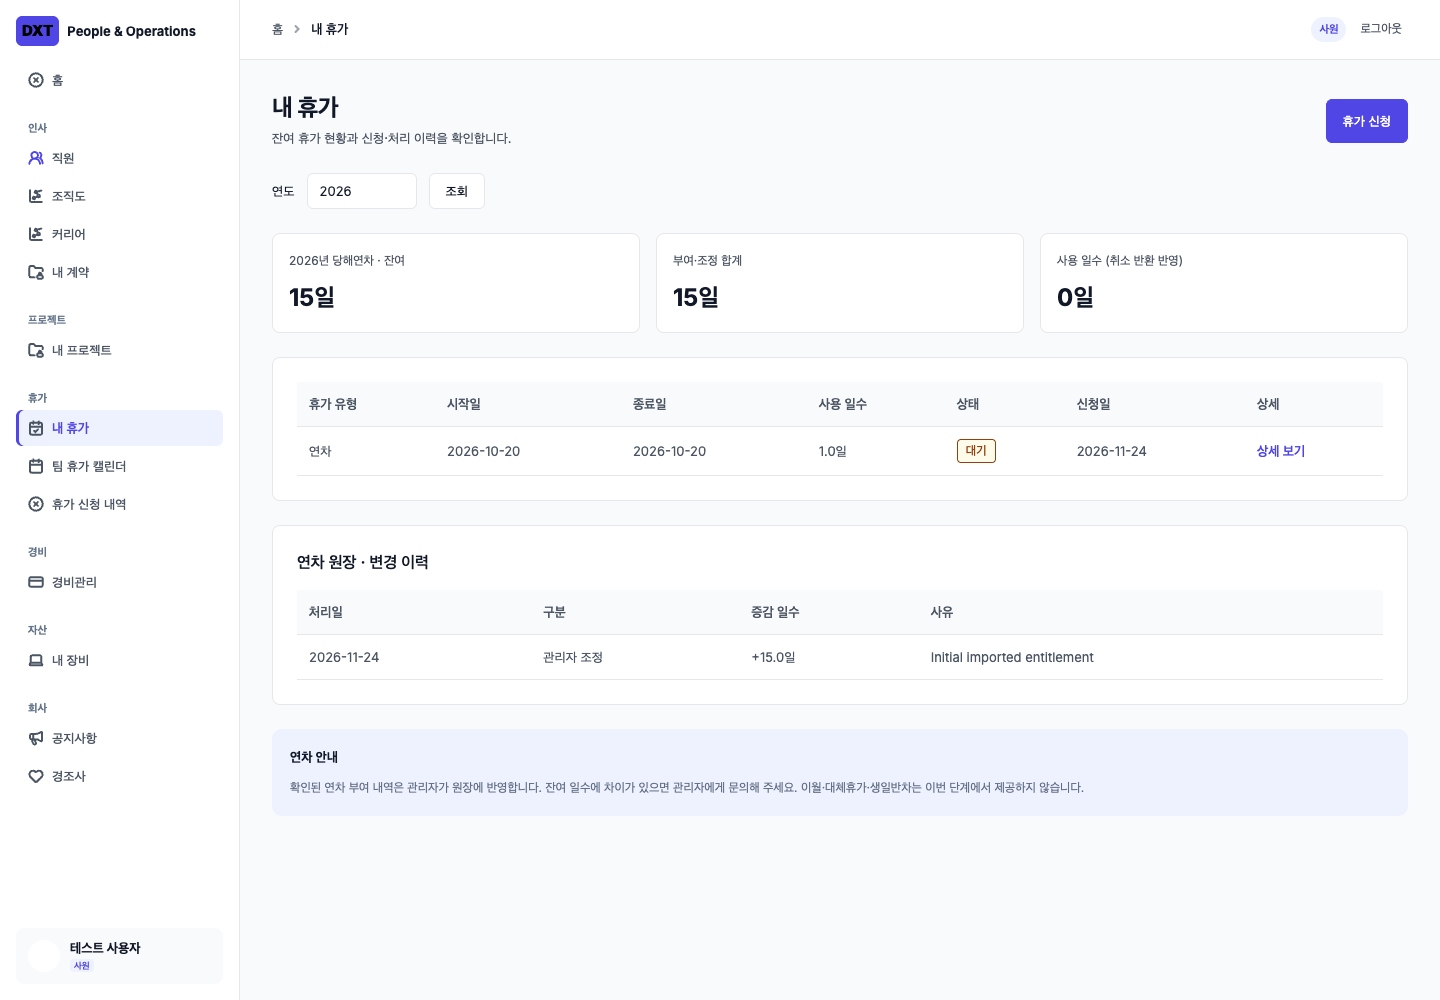 DXT People & Operations
홈
인사
직원
조직도
커리어
내 계약
프로젝트
내 프로젝트
휴가
내 휴가
팀 휴가 캘린더
휴가 신청 내역
경비
경비관리
자산
내 장비
회사
공지사항
경조사
테스트 사용자
사원
홈 > 내 휴가
사원 로그아웃
내 휴가
잔여 휴가 현황과 신청·처리 이력을 확인합니다.
휴가 신청
연도 2026 조회
2026년 당해연차 · 잔여
15일
부여·조정 합계
15일
사용 일수 (취소 반환 반영)
0일
휴가 유형 시작일 종료일 사용 일수 상태 신청일 상세
연차 2026-10-20 2026-10-20 1.0일 대기 2026-11-24 상세 보기
연차 원장 · 변경 이력
처리일 구분 증감 일수 사유
2026-11-24 관리자 조정 +15.0일 Initial imported entitlement
연차 안내
확인된 연차 부여 내역은 관리자가 원장에 반영합니다. 잔여 일수에 차이가 있으면 관리자에게 문의해 주세요. 이월·대체휴가·생일반차는 이번 단계에서 제공하지 않습니다.